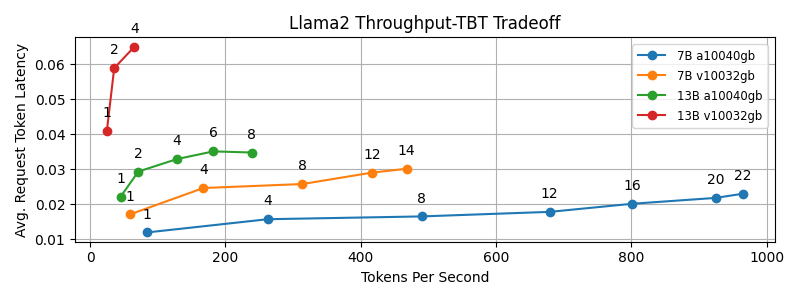 Llama2 Throughput-TBT Tradeoff
Avg. Request Token Latency
0.06
0.05
0.04
0.03
0.02
0.01
0 200 400 600 800 1000
Tokens Per Second
7B a10040gb
7B v10032gb
13B a10040gb
13B v10032gb
1 2 4
1 2 4 6 8
1 4 8 12 14
1 4 8 12 16 20 22